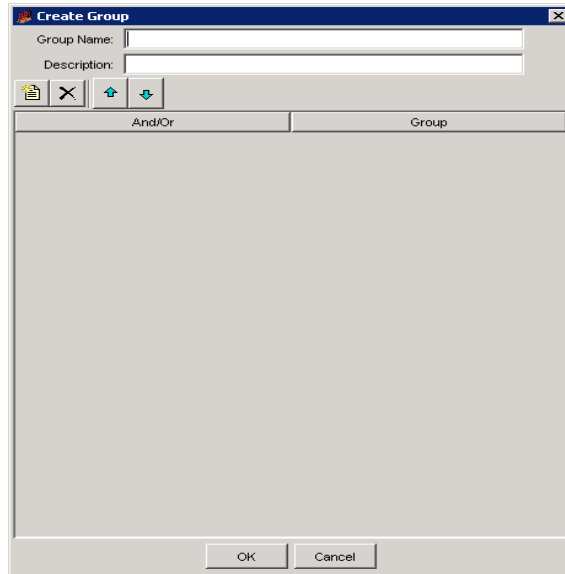 Create Group
Group Name:
Description:
And/Or Group
OK Cancel